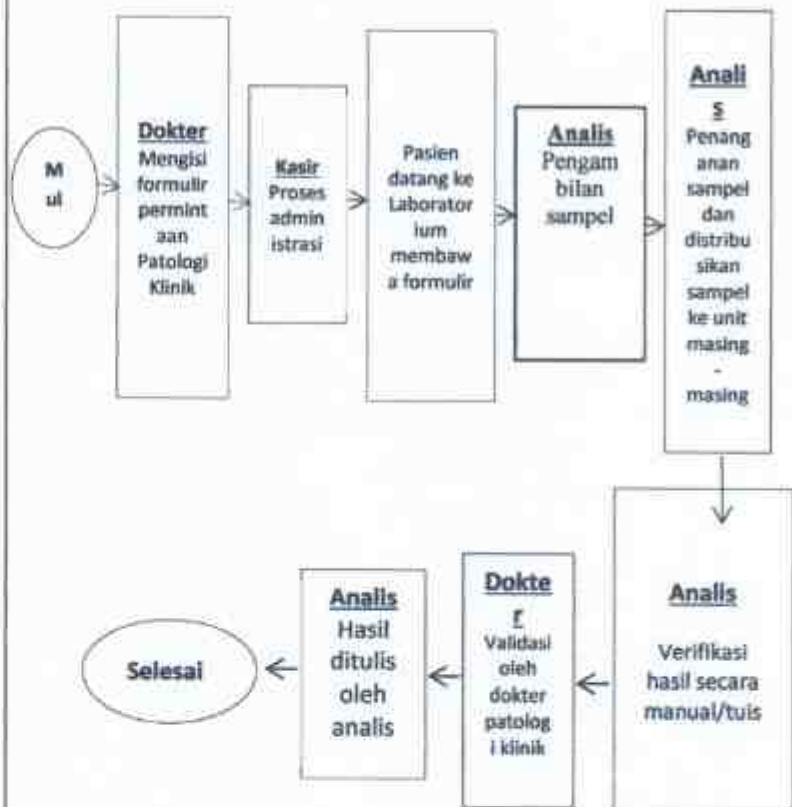 M
ul
Dokter
Mengisi
formulir
permint
aan
Patologi
Klinik
Kasir
Proses
admin
istrasi
Pasien
datang ke
Laborator
ium
membaw
a formulir
Analis
Pengam
bilan
sampel
Anali
s
Penang
anan
sampel
dan
distribu
sikan
sampel
ke unit
masing
-
masing
Analis
Verifikasi
hasil secara
manual/tuis
Dokte
r
Validasi
oleh
dokter
patolog
i klinik
Analis
Hasil
ditulis
oleh
analis
Selesai